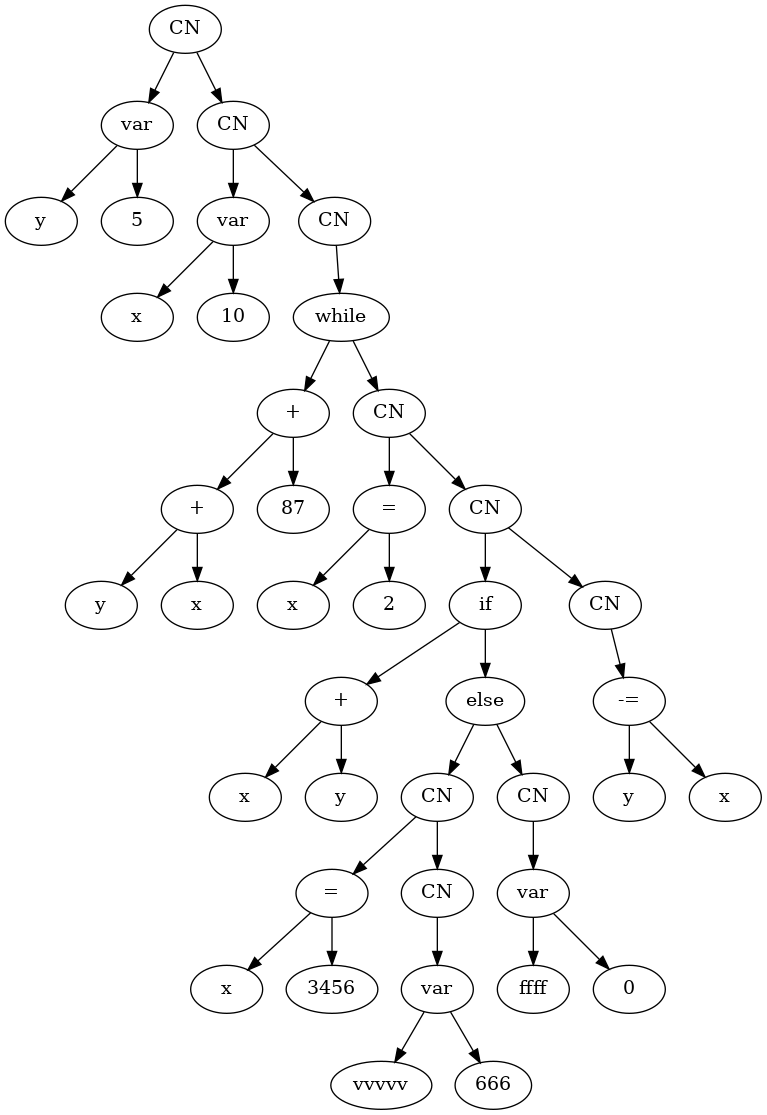 CN
var CN
y 5 var CN
x 10 while
+ CN
+ 87 = CN
y x x 2 if CN
+ else -=
x y CN CN y x
= CN var
x 3456 var ffff 0
vvvvv 666